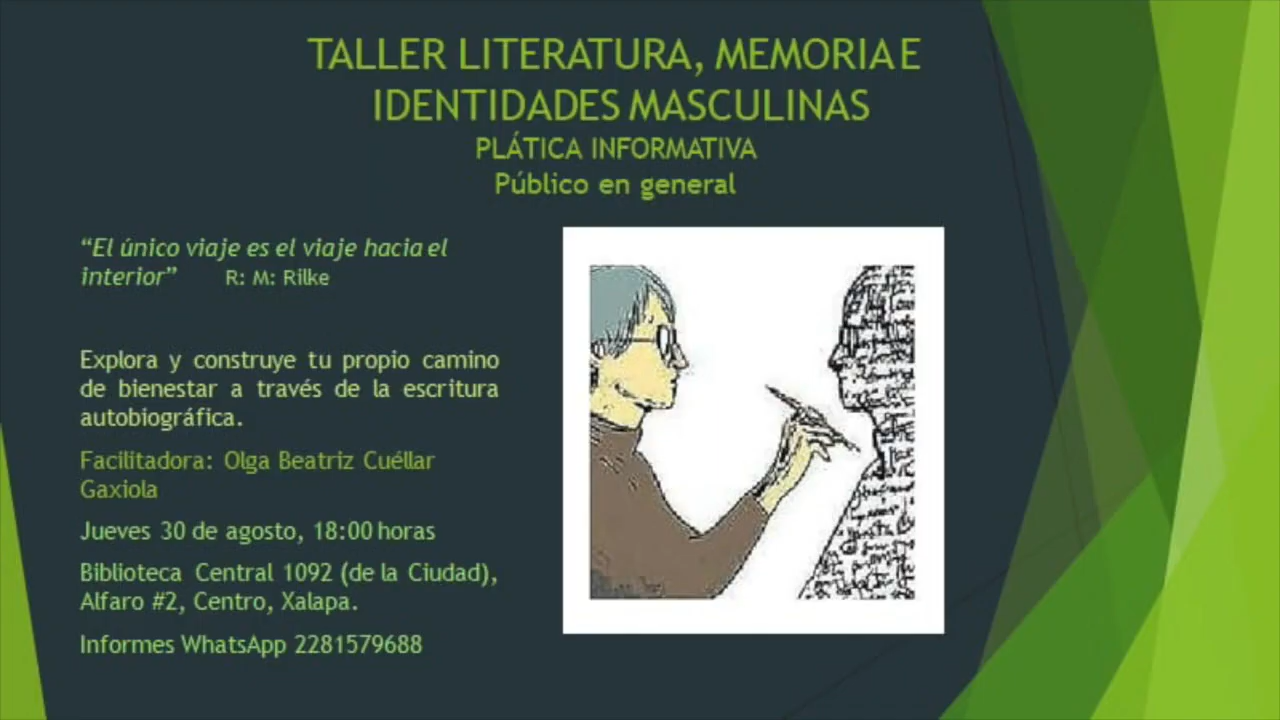 TALLER LITERATURA, MEMORIA E
IDENTIDADES MASCULINAS
PLÁTICA INFORMATIVA
Público en general
“El único viaje es el viaje hacia el
interior” R: M: Rilke
Explora y construye tu propio camino
de bienestar a través de la escritura
autobiográfica.
Facilitadora: Olga Beatriz Cuéllar
Gaxiola
Jueves 30 de agosto, 18:00 horas
Biblioteca Central 1092 (de la Ciudad),
Alfaro #2, Centro, Xalapa.
Informes WhatsApp 2281579688